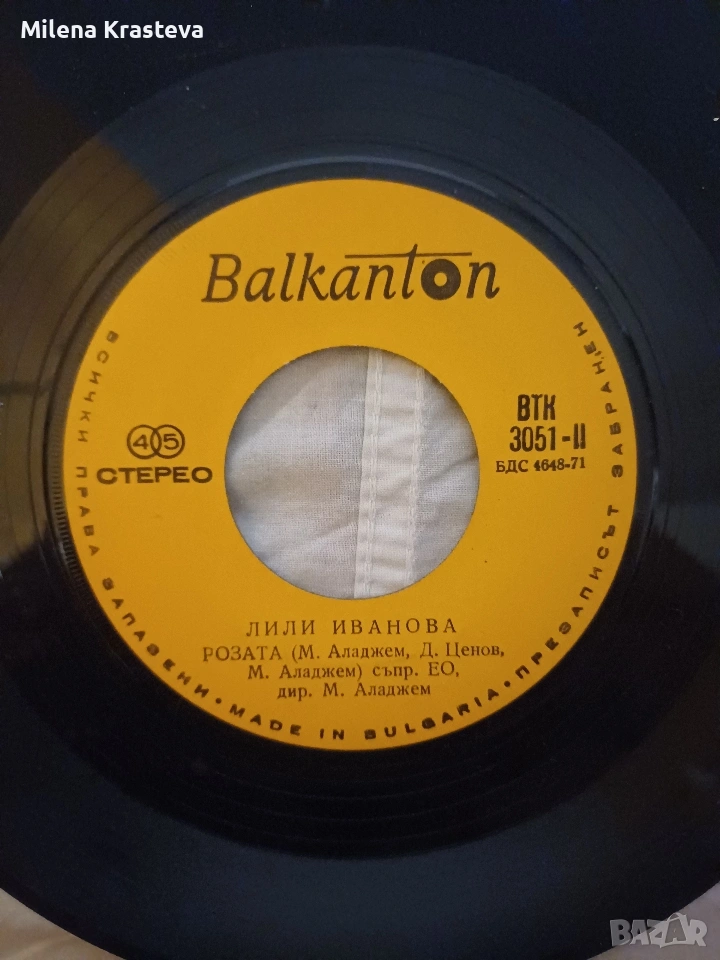 Milena Krasteva
Balkanton
45
СТЕРЕО
ВТК
3051-II
БДС 4648-71
ЛИЛИ ИВАНОВА
РОЗАТА (М. Аладжем, Д. Ценов,
М. Аладжем) съпр. ЕО,
дир. М. Аладжем
ВСИЧКИ ПРАВА ЗАПАЗЕНИ • MADE IN BULGARIA • ПРЕЗАПИСЪТ ЗАБРАНЕН
BAZAR